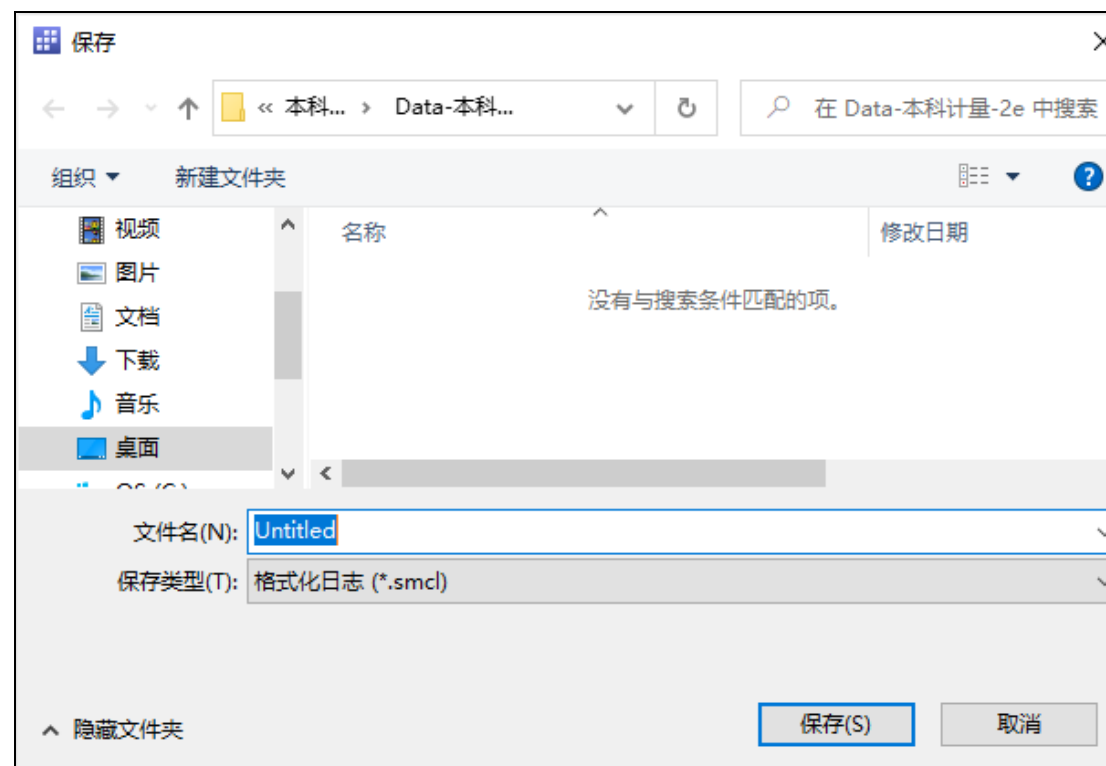 保存
« 本科... › Data-本科...
在 Data-本科计量-2e 中搜索
组织
新建文件夹
视频
名称
修改日期
图片
没有与搜索条件匹配的项。
文档
下载
音乐
桌面
文件名(N): Untitled
保存类型(T): 格式化日志 (*.smcl)
隐藏文件夹
保存(S)
取消